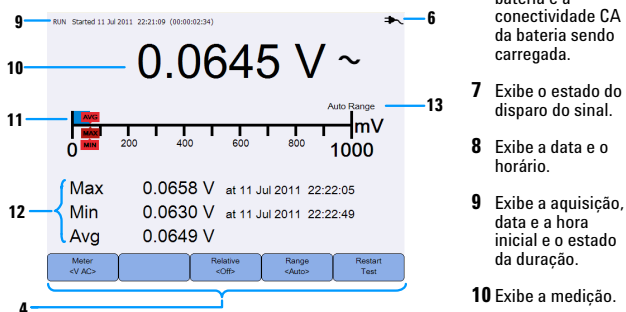 9
RUN Started 11 Jul 2011 22:21:09 (00:00:02:34)
6
10
0.0645 V ~
Auto Range
13
11
AVG
MAX
MIN
mV
0
200
400
600
800
1000
12
Max 0.0658 V at 11 Jul 2011 22:22:05
Min 0.0630 V at 11 Jul 2011 22:22:49
Avg 0.0649 V
Meter
<V AC>
Relative
<Off>
Range
<Auto>
Restart
Test
4
bateria e a
conectividade CA
da bateria sendo
carregada.
7 Exibe o estado do
disparo do sinal.
8 Exibe a data e o
horário.
9 Exibe a aquisição,
data e a hora
inicial e o estado
da duração.
10 Exibe a medição.